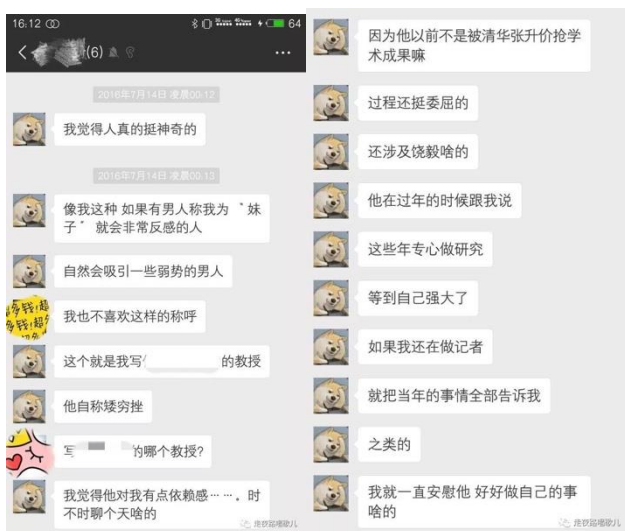 16:12
64
(6)
2016年7月14日 凌晨00:12
我觉得人真的挺神奇的
2016年7月14日 凌晨00:13
像我这种 如果有男人称我为゛妹
子゛ 就会非常反感的人
自然会吸引一些弱势的男人
我也不喜欢这样的称呼
这个就是我写
的教授
他自称矮穷挫
写
的哪个教授?
我觉得他对我有点依赖感……。时
不时聊个天啥的
因为他以前不是被清华张升价抢学
术成果嘛
过程还挺委屈的
还涉及饶毅啥的
他在过年的时候跟我说
这些年专心做研究
等到自己强大了
如果我还在做记者
就把当年的事情全部告诉我
之类的
我就一直安慰他 好好做自己的事
啥的